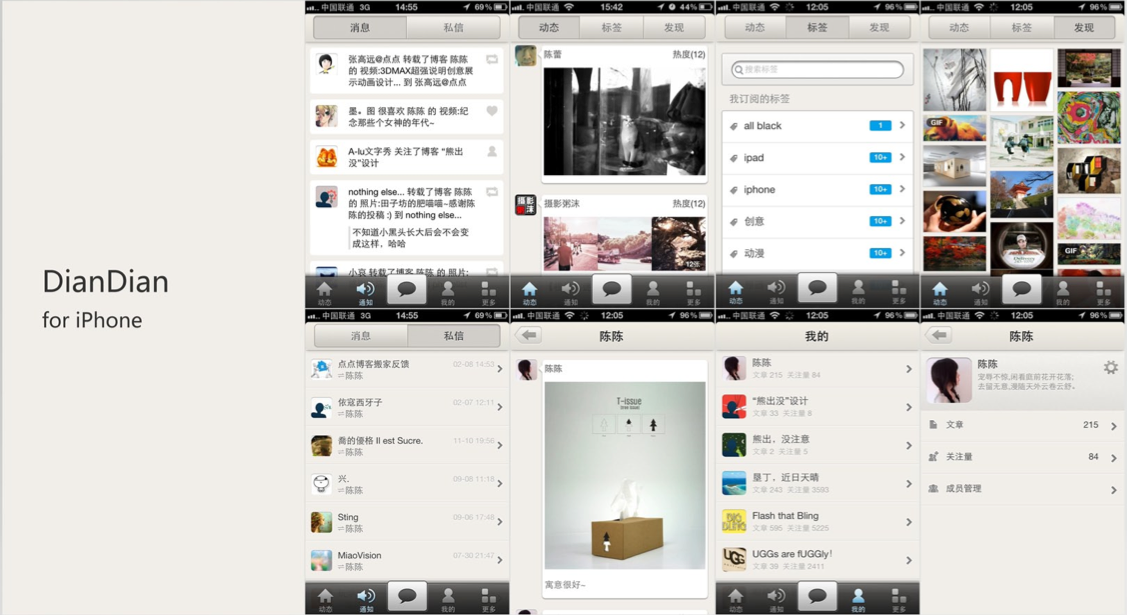 DianDian
for iPhone
中国联通 3G 14:55 69%
消息 私信
张高远@点点 转载了博客 陈陈
的 视频:3DMAX超强说明创意展
示动画设计... 到 张高远@点点
墨。图 很喜欢 陈陈 的 视频:纪
念那些个女神的年代~
A-lu文字秀 关注了博客 “熊出
没”设计
nothing else... 转载了博客 陈陈
的 照片:田子坊的肥喵喵~感谢陈
陈的投稿 :) 到 nothing else...
不知道小黑头长大后会不会变
成这样，哈哈
小哀 转载了博客 陈陈 的 照片:
动态 通知 我的 更多
中国联通 15:42 44%
动态 标签 发现
陈蕾 热度(12)
摄影粥沫 热度(12)
摄影
粥沫
12张
动态 通知 我的 更多
中国联通 12:05 96%
动态 标签 发现
搜索标签
我订阅的标签
all black 1
ipad 10+
iphone 10+
创意 10+
动漫 10+
动态 通知 我的 更多
中国联通 12:05 96%
动态 标签 发现
GIF
GIF
动态 通知 我的 更多
中国联通 3G 14:55 69%
消息 私信
点点博客搬家反馈 02-08 14:53
⇌陈陈
依寇西牙子 02-07 12:11
⇌陈陈
喬的優格 Il est Sucre. 11-10 19:56
⇌陈陈
兴. 09-08 11:18
⇌陈陈
Sting 09-06 17:48
⇌陈陈
MiaoVision 07-30 21:47
⇌陈陈
动态 通知 我的 更多
中国联通 12:05 96%
陈陈
陈陈
T-issue
寓意很好~
中国联通 12:05 96%
我的
陈陈
文章 215 关注量 84
“熊出没”设计
文章 33 关注量 8
熊出，没注意
文章 2 关注量 5
垦丁，近日天晴
文章 243 关注量 3593
Flash that Bling
文章 595 关注量 5225
BIG
BLING
UGGs are fUGGly!
文章 39 关注量 2411
UGG
动态 通知 我的 更多
中国联通 12:05 96%
陈陈
陈陈
宠辱不惊,闲看庭前花开花落;
去留无意,漫随天外云卷云舒。
文章 215
关注量 84
成员管理